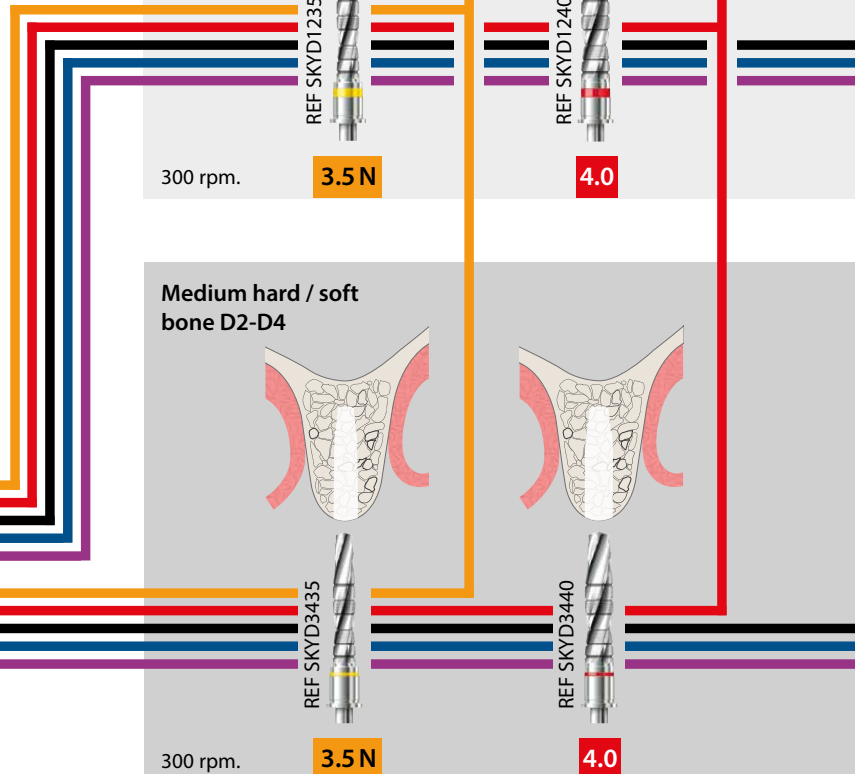 REF SKYD1235
REF SKYD1240
300 rpm.
3.5 N
4.0
Medium hard / soft
bone D2-D4
REF SKYD3435
REF SKYD3440
300 rpm.
3.5 N
4.0